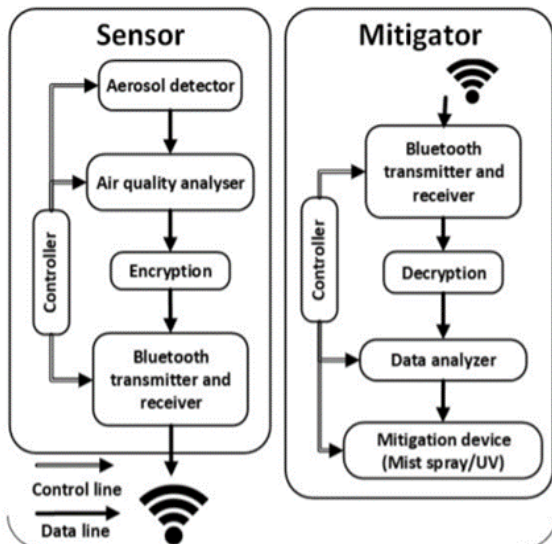 Sensor
Aerosol detector
Air quality analyser
Controller
Encryption
Bluetooth
transmitter and
receiver
Control line
Data line
Mitigator
Bluetooth
transmitter and
receiver
Controller
Decryption
Data analyzer
Mitigation device
(Mist spray/UV)